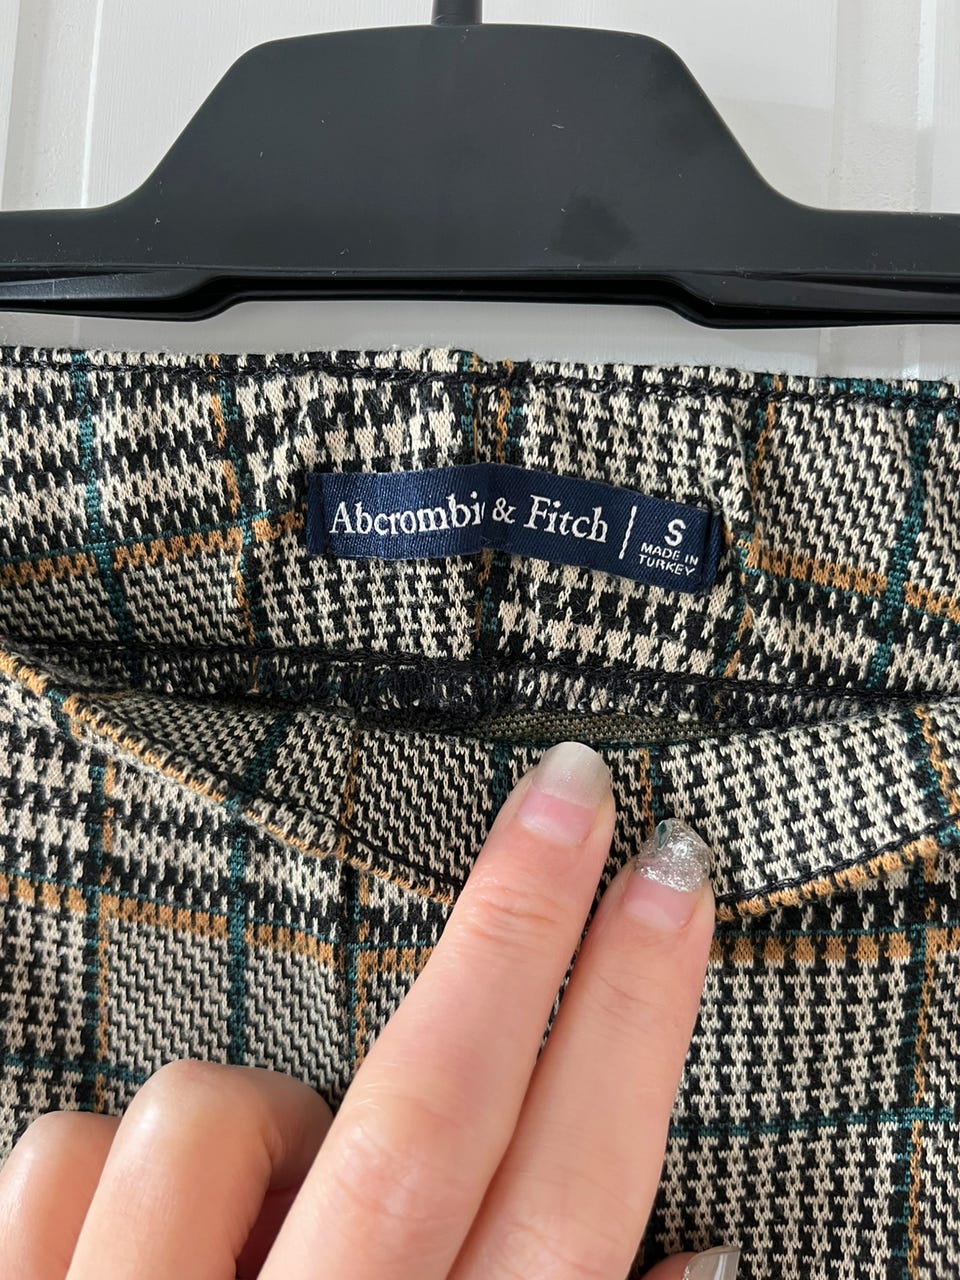 Abercrombie & Fitch | S
MADE IN
TURKEY